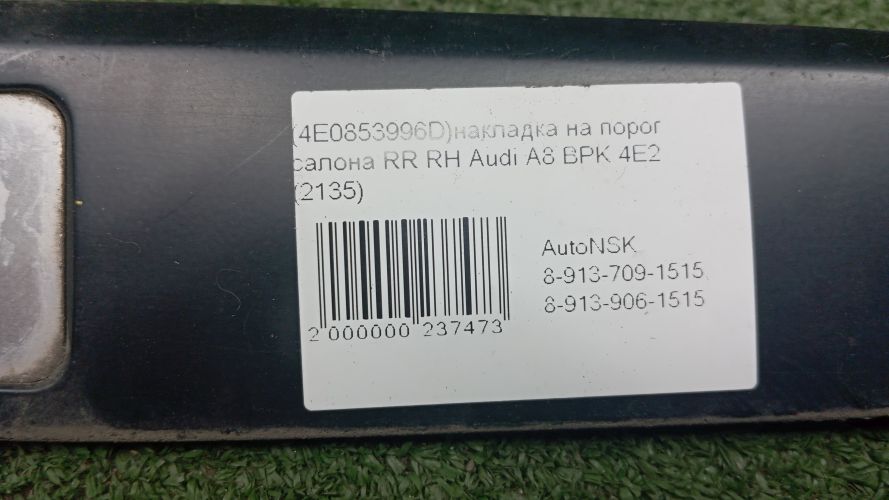 (4E0853996D)накладка на порог
салона RR RH Audi A8 BPK 4E2
(2135)
AutoNSK
8-913-709-1515
8-913-906-1515
2 000000 237473